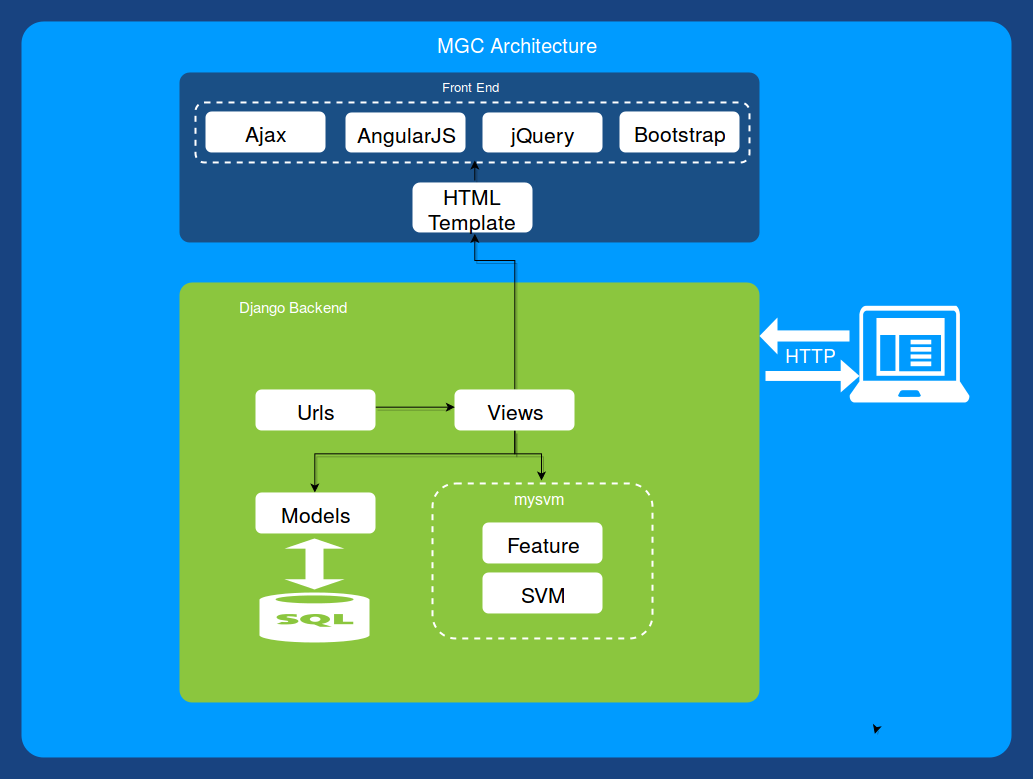 MGC Architecture
Front End
Ajax
AngularJS
jQuery
Bootstrap
HTML
Template
Django Backend
HTTP
Urls
Views
Models
mysvm
Feature
SVM
SQL